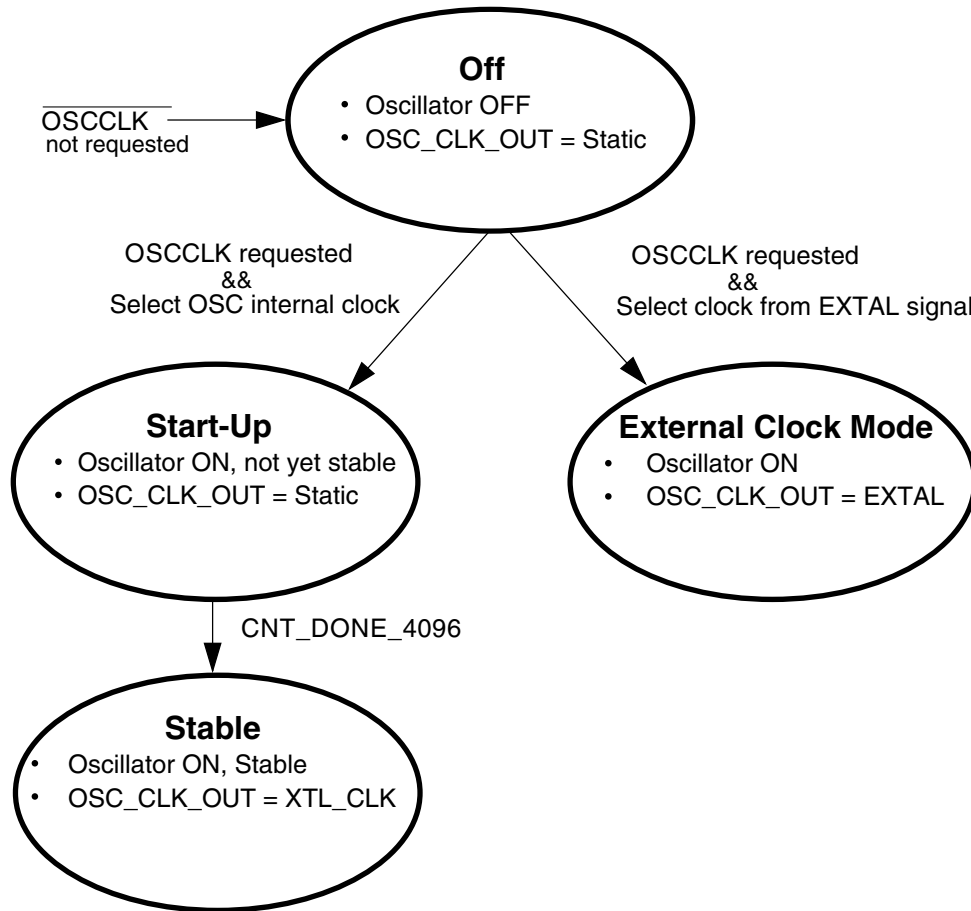 Off
• Oscillator OFF
• OSC_CLK_OUT = Static
OSCCLK
not requested
OSCCLK requested
&&
Select OSC internal clock
OSCCLK requested
&&
Select clock from EXTAL signal
Start-Up
• Oscillator ON, not yet stable
• OSC_CLK_OUT = Static
External Clock Mode
• Oscillator ON
• OSC_CLK_OUT = EXTAL
CNT_DONE_4096
Stable
• Oscillator ON, Stable
• OSC_CLK_OUT = XTL_CLK